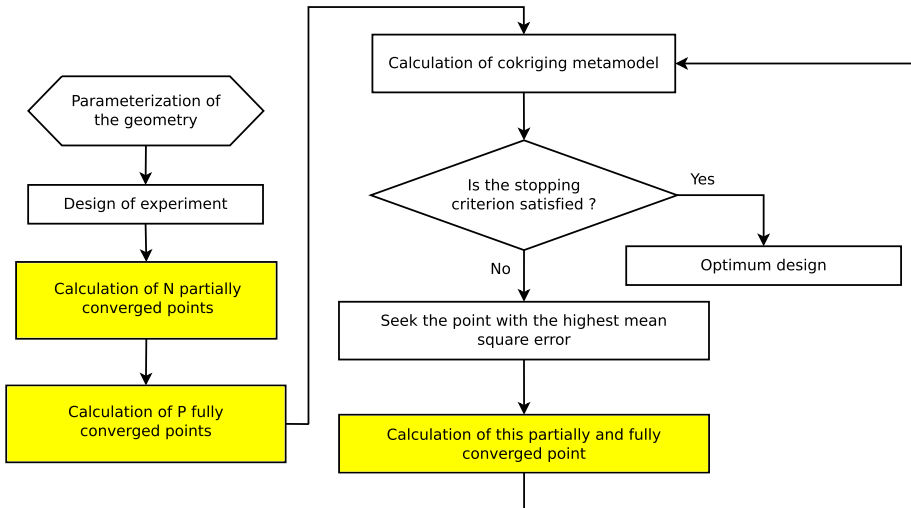 Parameterization of
the geometry
Design of experiment
Calculation of N partially
converged points
Calculation of P fully
converged points
Calculation of cokriging metamodel
Is the stopping
criterion satisfied ?
Yes
Optimum design
No
Seek the point with the highest mean
square error
Calculation of this partially and fully
converged point